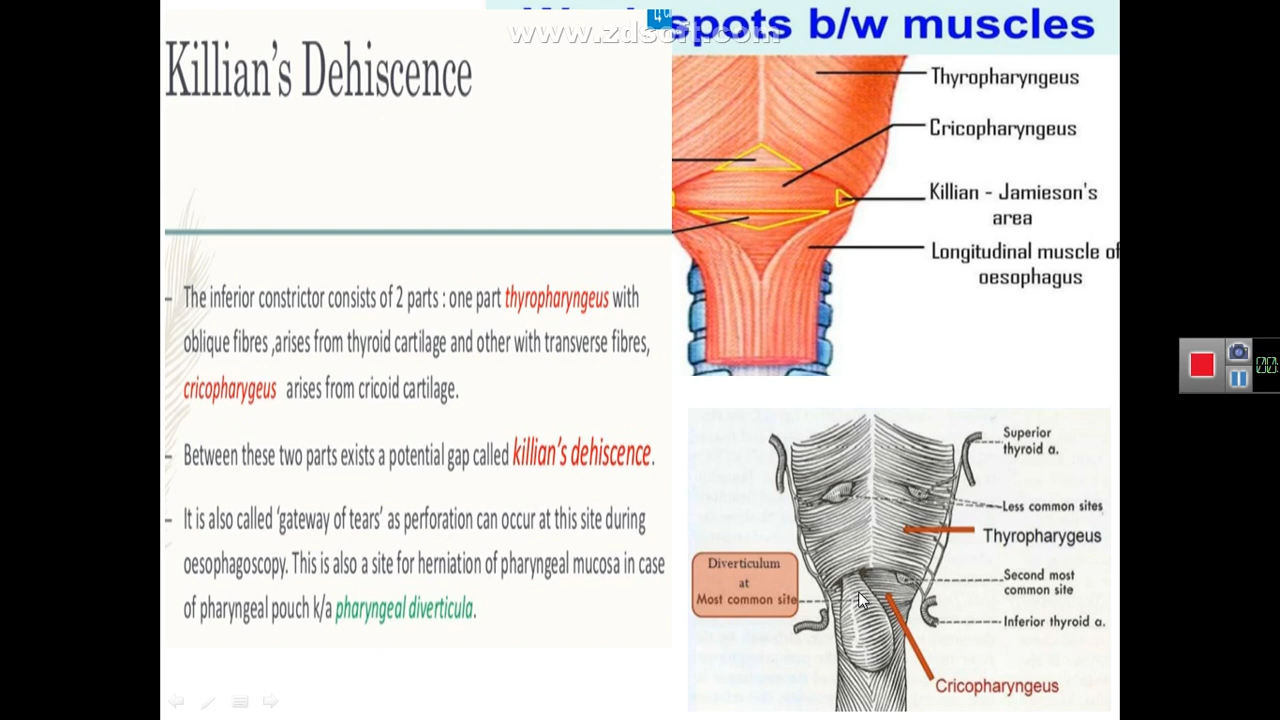 spots b/w muscles
www.zdsoft.com
Killian's Dehiscence
– The inferior constrictor consists of 2 parts : one part thyropharyngeus with
oblique fibres ,arises from thyroid cartilage and other with transverse fibres,
cricopharygeus arises from cricoid cartilage.
– Between these two parts exists a potential gap called killian's dehiscence.
– It is also called 'gateway of tears' as perforation can occur at this site during
oesophagoscopy. This is also a site for herniation of pharyngeal mucosa in case
of pharyngeal pouch k/a pharyngeal diverticula.
Thyropharyngeus
Cricopharyngeus
Killian - Jamieson's
area
Longitudinal muscle of
oesophagus
Superior
thyroid a.
Less common sites
Thyropharygeus
Diverticulum
at
Most common site
Second most
common site
Inferior thyroid a.
Cricopharyngeus